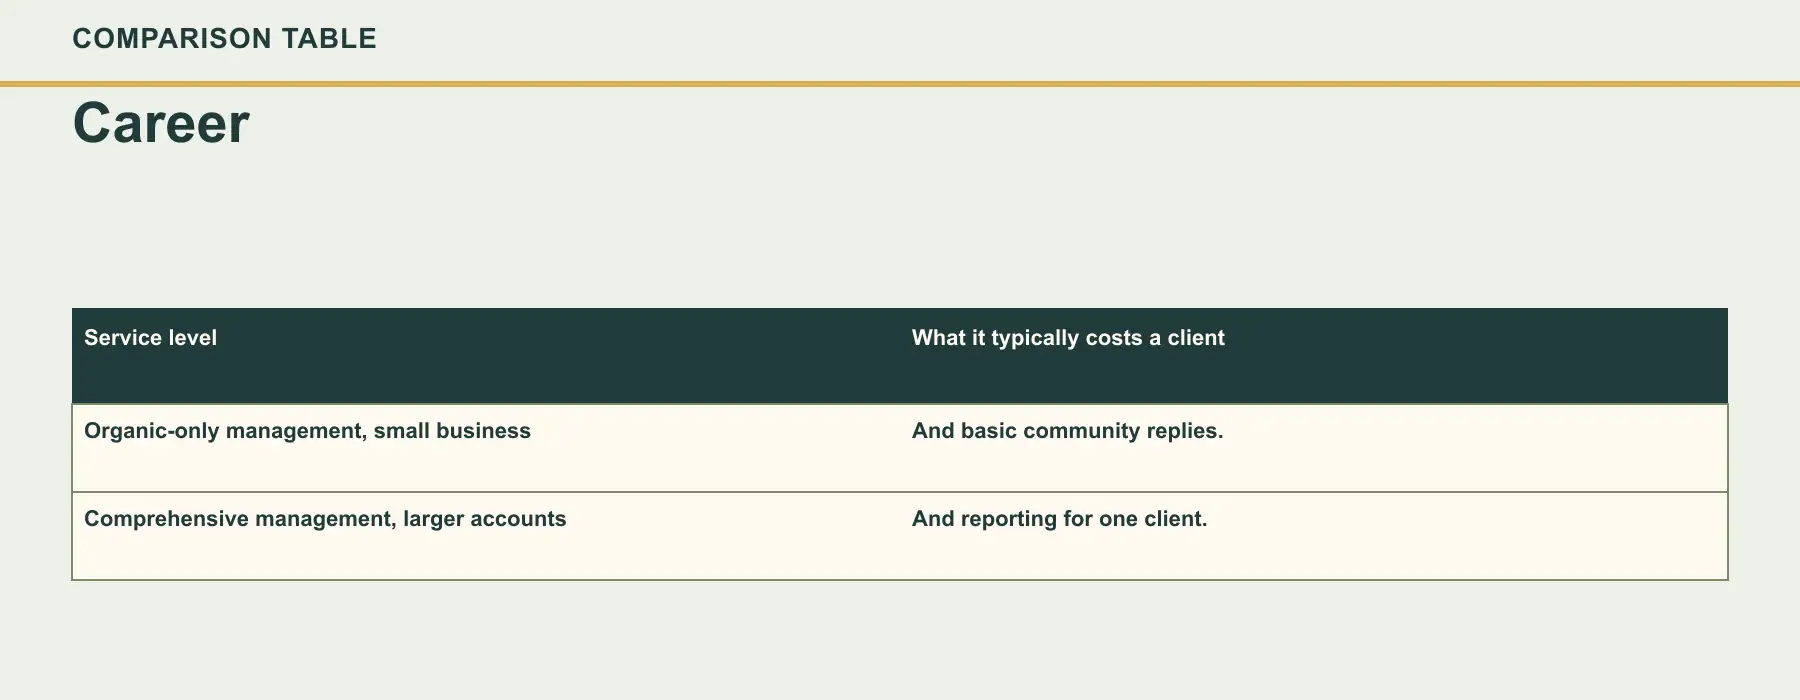 COMPARISON TABLE
Career
Service level What it typically costs a client
Organic-only management, small business And basic community replies.
Comprehensive management, larger accounts And reporting for one client.